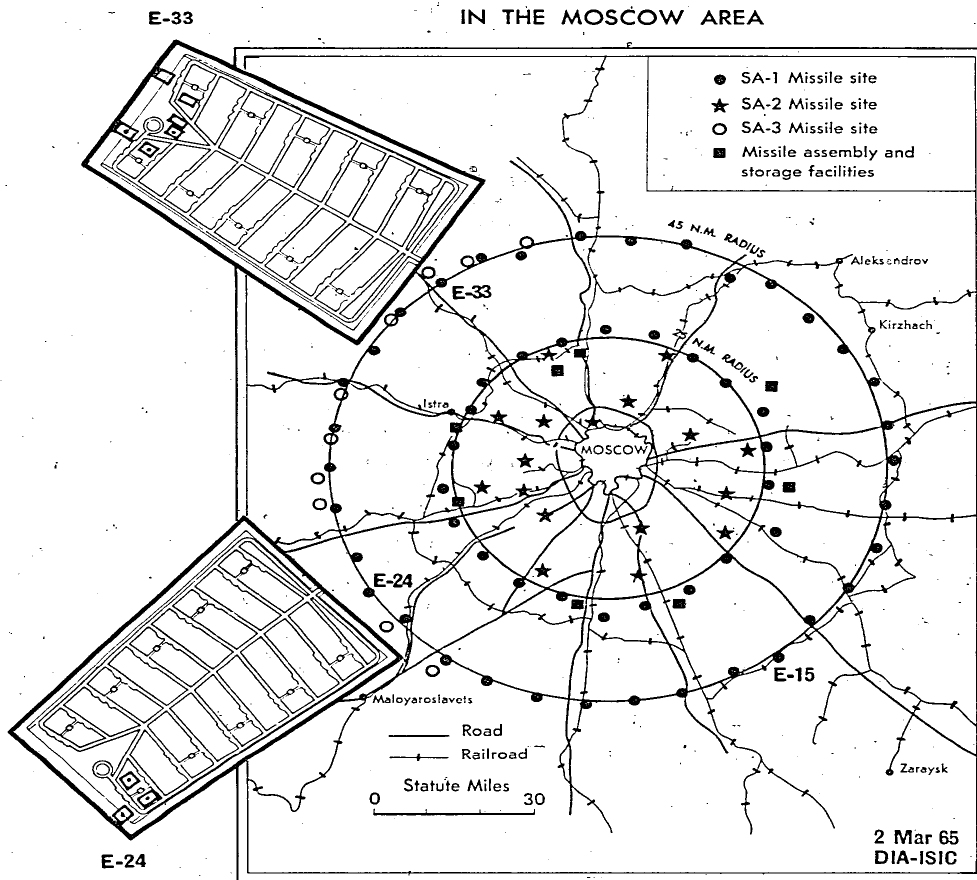 E-33
IN THE MOSCOW AREA
SA-1 Missile site
SA-2 Missile site
SA-3 Missile site
Missile assembly and
storage facilities
45 N.M. RADIUS
Aleksandrov
E-33
Kirzhach
25 N.M. RADIUS
Istra
MOSCOW
E-24
E-15
Maloyaroslavets
Road
Railroad
Zaraysk
Statute Miles
0 30
2 Mar 65
DIA-ISIC
E-24